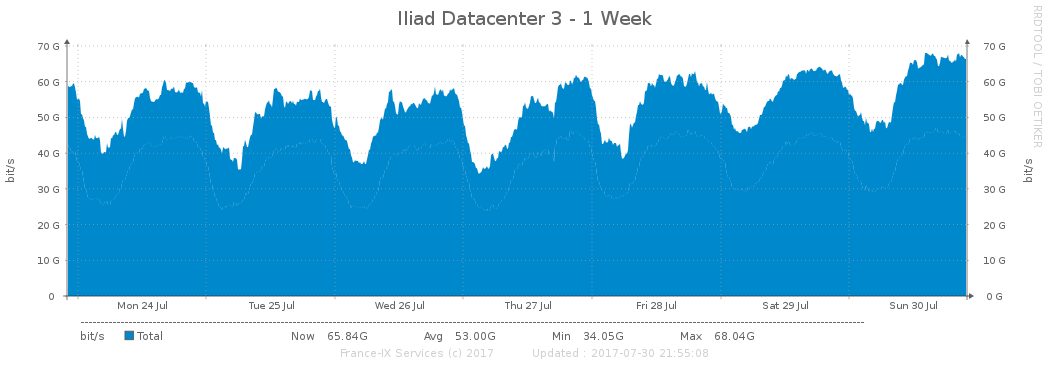 Iliad Datacenter 3 - 1 Week
RRDTOOL / TOBI OETIKER
70 G 70 G
60 G 60 G
50 G 50 G
40 G 40 G
30 G 30 G
20 G 20 G
10 G 10 G
0 0 G
bit/s bit/s
Mon 24 Jul Tue 25 Jul Wed 26 Jul Thu 27 Jul Fri 28 Jul Sat 29 Jul Sun 30 Jul
bit/s Total Now 65.84G Avg 53.00G Min 34.05G Max 68.04G
France-IX Services (c) 2017 Updated : 2017-07-30 21:55:08